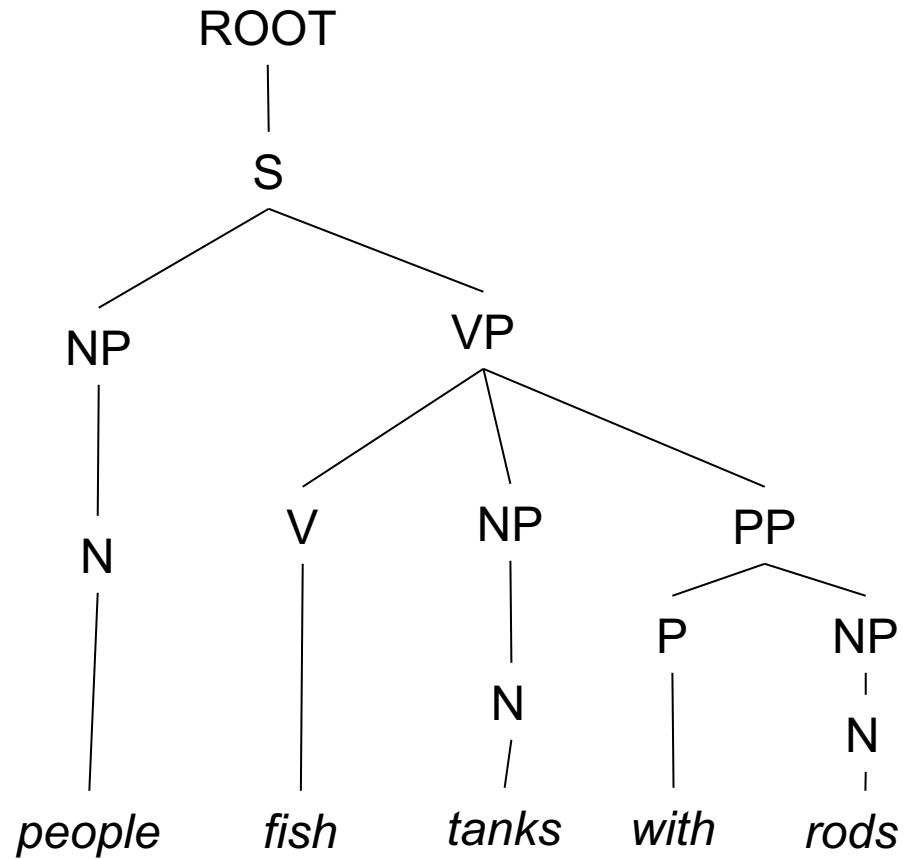 ROOT
S
NP VP
V NP PP
N
P NP
N
N
people fish tanks with rods